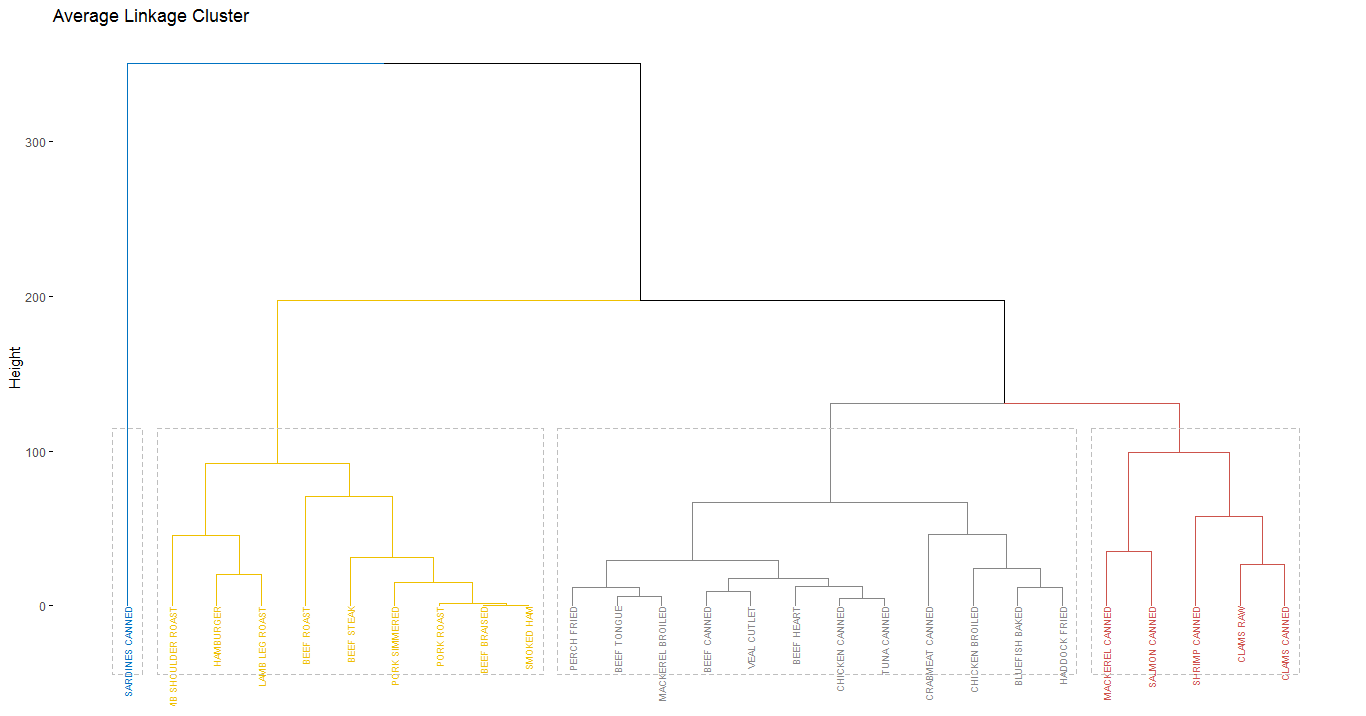 Average Linkage Cluster
Height
300
200
100
0
SARDINES CANNED
MB SHOULDER ROAST
HAMBURGER
LAMB LEG ROAST
BEEF ROAST
BEEF STEAK
PORK SIMMERED
PORK ROAST
BEEF BRAISED
SMOKED HAM
PERCH FRIED
BEEF TONGUE
MACKEREL BROILED
BEEF CANNED
VEAL CUTLET
BEEF HEART
CHICKEN CANNED
TUNA CANNED
CRABMEAT CANNED
CHICKEN BROILED
BLUEFISH BAKED
HADDOCK FRIED
MACKEREL CANNED
SALMON CANNED
SHRIMP CANNED
CLAMS RAW
CLAMS CANNED